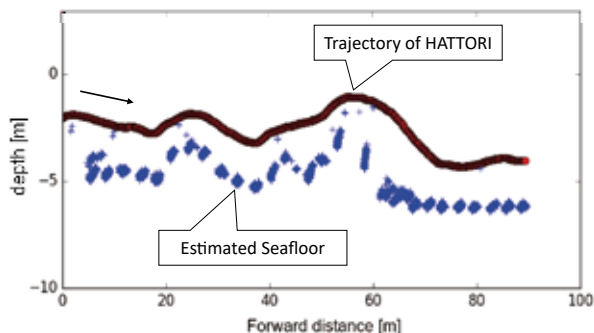 Trajectory of HATTORI
0
depth [m]
−5
Estimated Seafloor
−10
0
20
40
60
80
100
Forward distance [m]